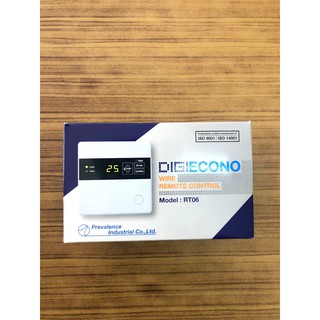 ISO 9001 | ISO 14001
DIGIECONO
WIRE
REMOTE CONTROL
Model : RT06
25
Prevalence
Industrial Co.,Ltd.